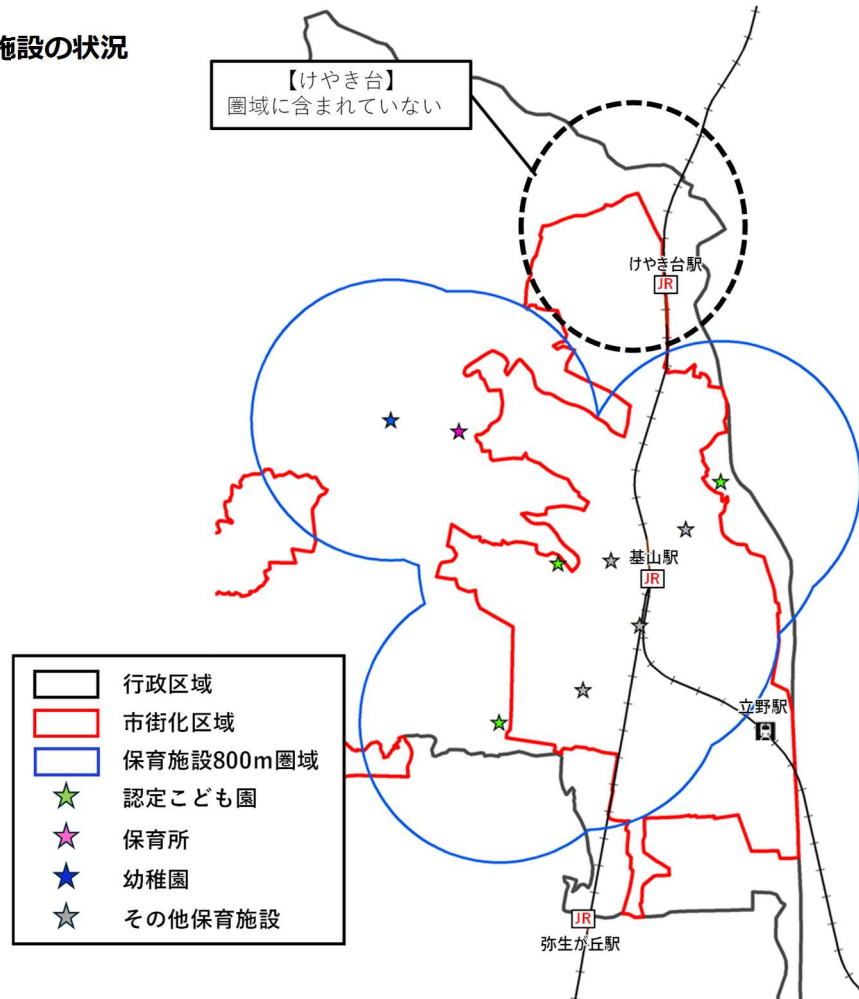 施設の状況
【けやき台】
圏域に含まれていない
けやき台駅
JR
基山駅
JR
立野駅
行政区域
市街化区域
保育施設800m圏域
認定こども園
保育所
幼稚園
その他保育施設
JR
弥生が丘駅